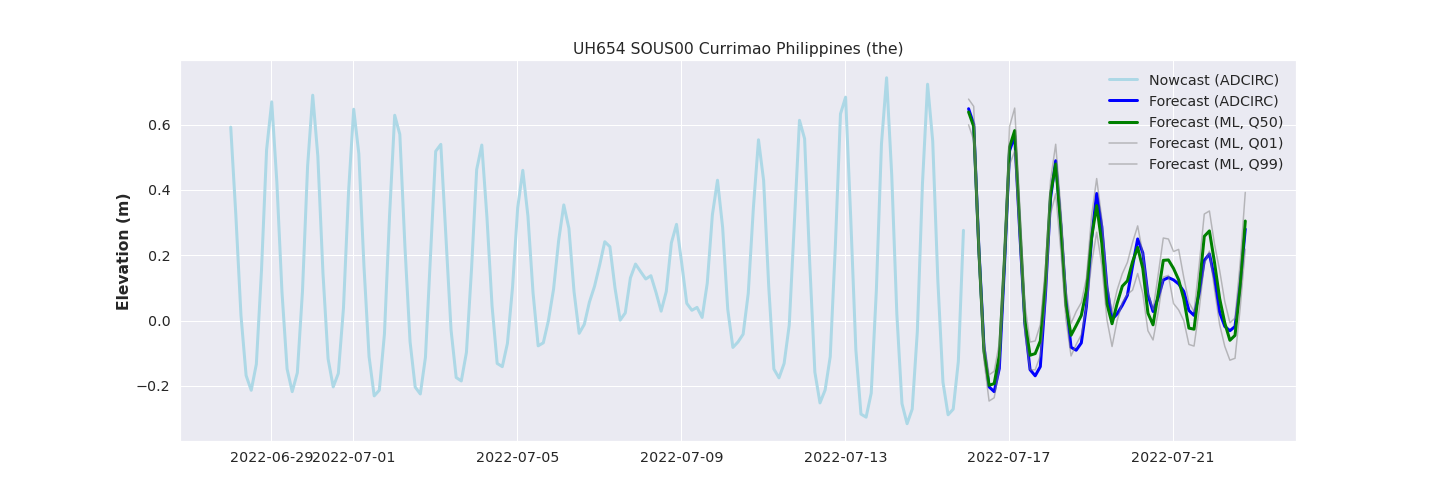 UH654 SOUS00 Currimao Philippines (the)
Nowcast (ADCIRC)
Forecast (ADCIRC)
Forecast (ML, Q50)
Forecast (ML, Q01)
Forecast (ML, Q99)
Elevation (m)
0.6
0.4
0.2
0.0
−0.2
2022-06-29 2022-07-01 2022-07-05 2022-07-09 2022-07-13 2022-07-17 2022-07-21